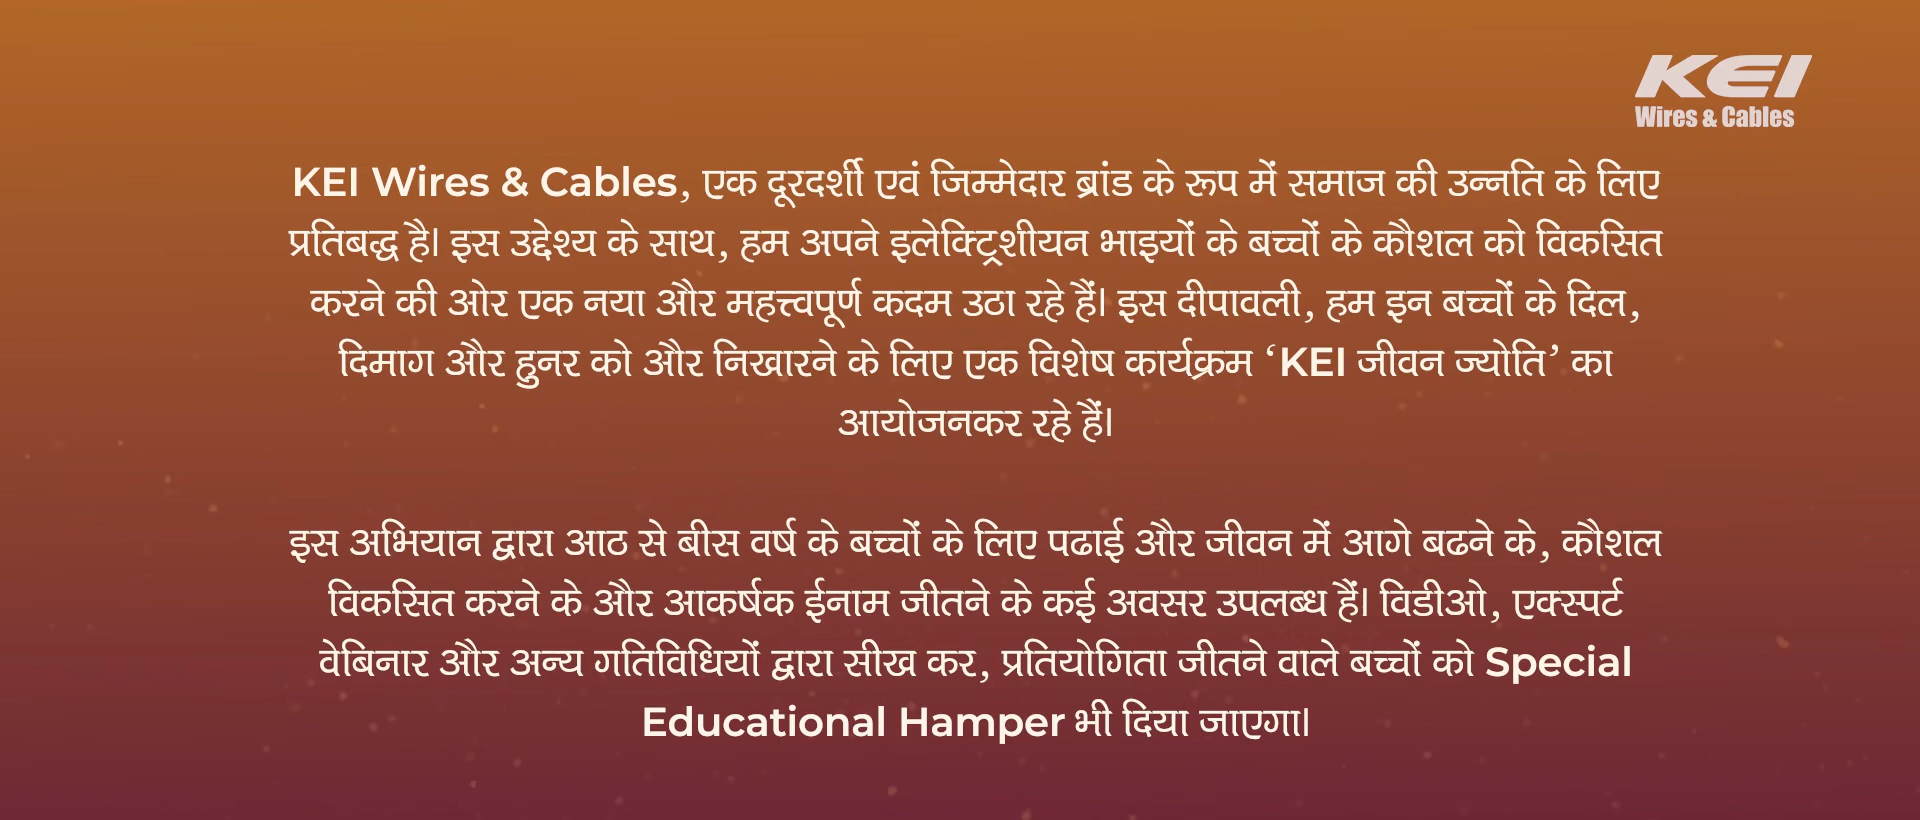 KEI
Wires & Cables
KEI Wires & Cables, एक दूरदर्शी एवं जिम्मेदार ब्रांड के रुप में समाज की उन्नति के लिए
प्रतिबद्ध है। इस उद्देश्य के साथ, हम अपने इलेक्ट्रिशीयन भाइयों के बच्चों के कौशल को विकसित
करने की ओर एक नया और महत्त्वपूर्ण कदम उठा रहे हैं। इस दीपावली, हम इन बच्चों के दिल,
दिमाग और हुनर को और निखारने के लिए एक विशेष कार्यक्रम ‘KEI जीवन ज्योति’ का
आयोजनकर रहे हैं।
इस अभियान द्वारा आठ से बीस वर्ष के बच्चों के लिए पढाई और जीवन में आगे बढने के, कौशल
विकसित करने के और आकर्षक ईनाम जीतने के कई अवसर उपलब्ध हैं। विडीओ, एक्स्पर्ट
वेबिनार और अन्य गतिविधियों द्वारा सीख कर, प्रतियोगिता जीतने वाले बच्चों को Special
Educational Hamper भी दिया जाएगा।